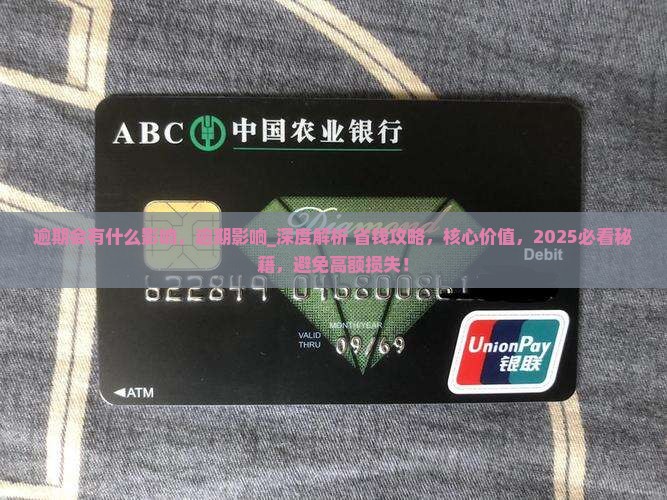 ABC 中国农业银行
Diamond
逾期会有什么影响，逾期影响_深度解析 省钱攻略，核心价值，2025必看秘
籍，避免高额损失！
Debit
622849 046800861
MONTH/YEAR
VALID
THRU 09/69
UnionPay
银联
◀ATM